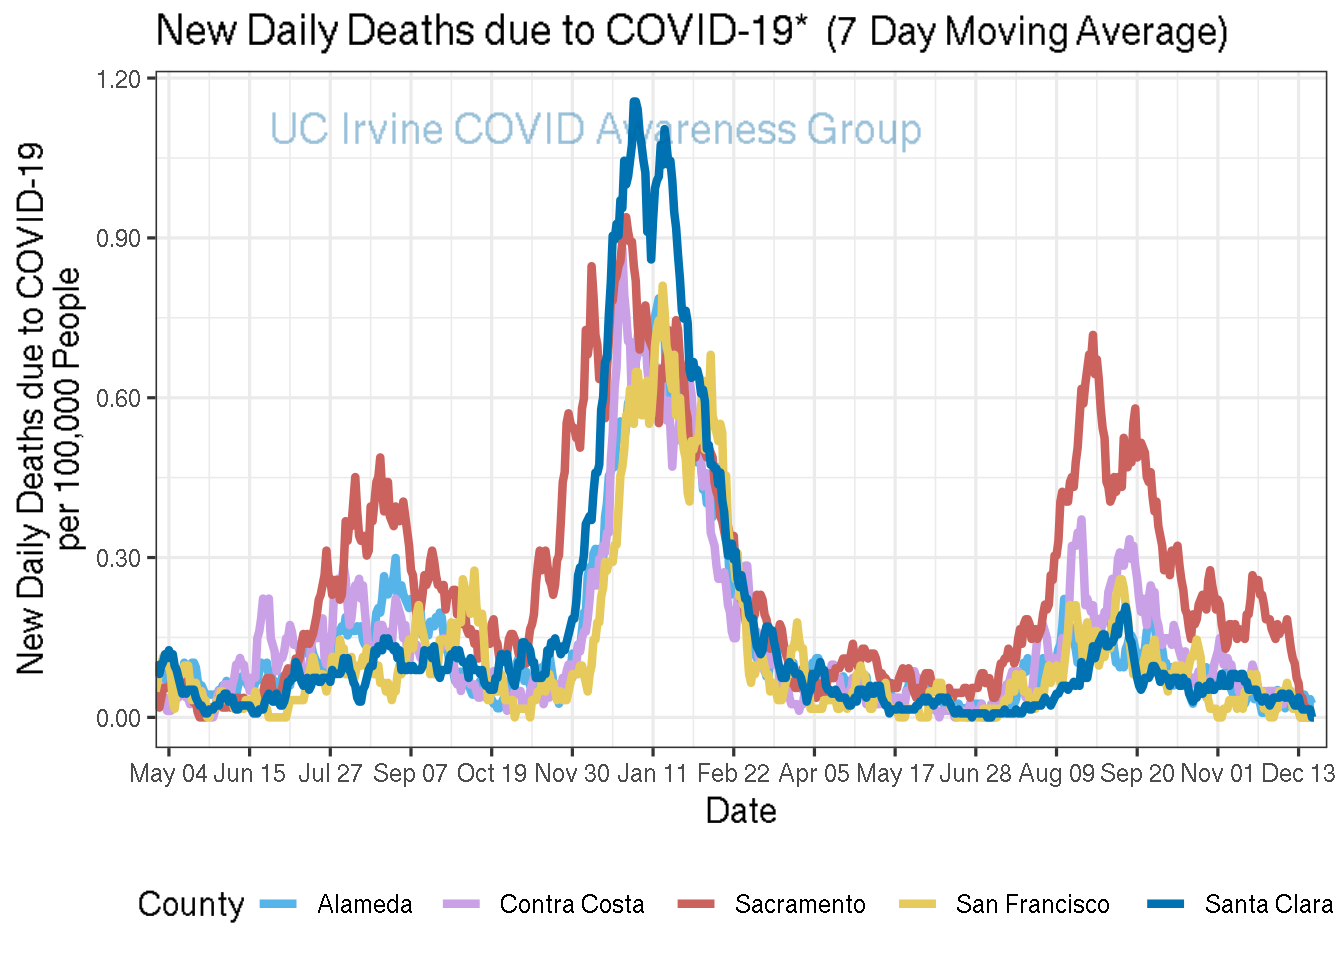 New Daily Deaths due to COVID-19* (7 Day Moving Average)
UC Irvine COVID Awareness Group
New Daily Deaths due to COVID-19
per 100,000 People
1.20
0.90
0.60
0.30
0.00
May 04 Jun 15 Jul 27 Sep 07 Oct 19 Nov 30 Jan 11 Feb 22 Apr 05 May 17 Jun 28 Aug 09 Sep 20 Nov 01 Dec 13
Date
County Alameda Contra Costa Sacramento San Francisco Santa Clara